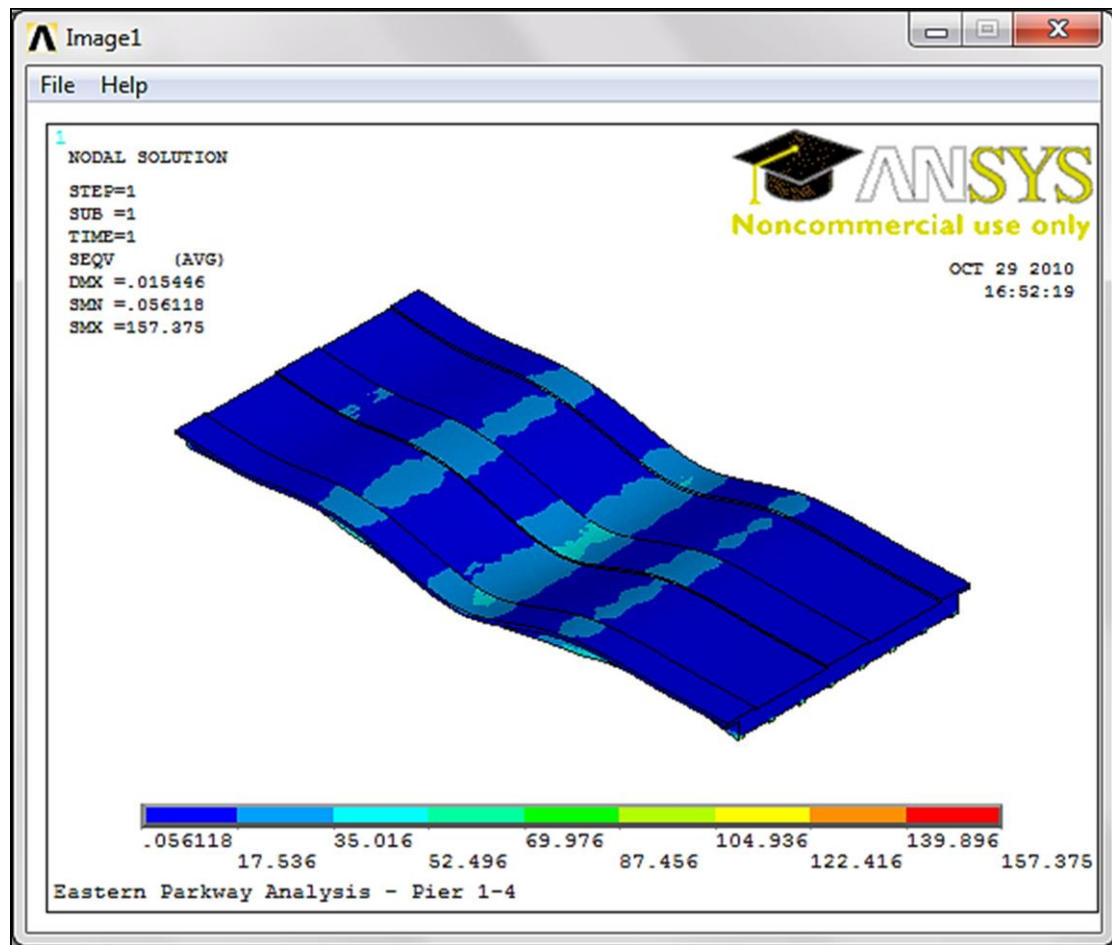 Image1
File Help
1
NODAL SOLUTION
STEP=1
SUB =1
TIME=1
SEQV (AVG)
DMX =.015446
SMN =.056118
SMX =157.375
ANSYS
Noncommercial use only
OCT 29 2010
16:52:19
.056118 35.016 69.976 104.936 139.896
17.536 52.496 87.456 122.416 157.375
Eastern Parkway Analysis - Pier 1-4